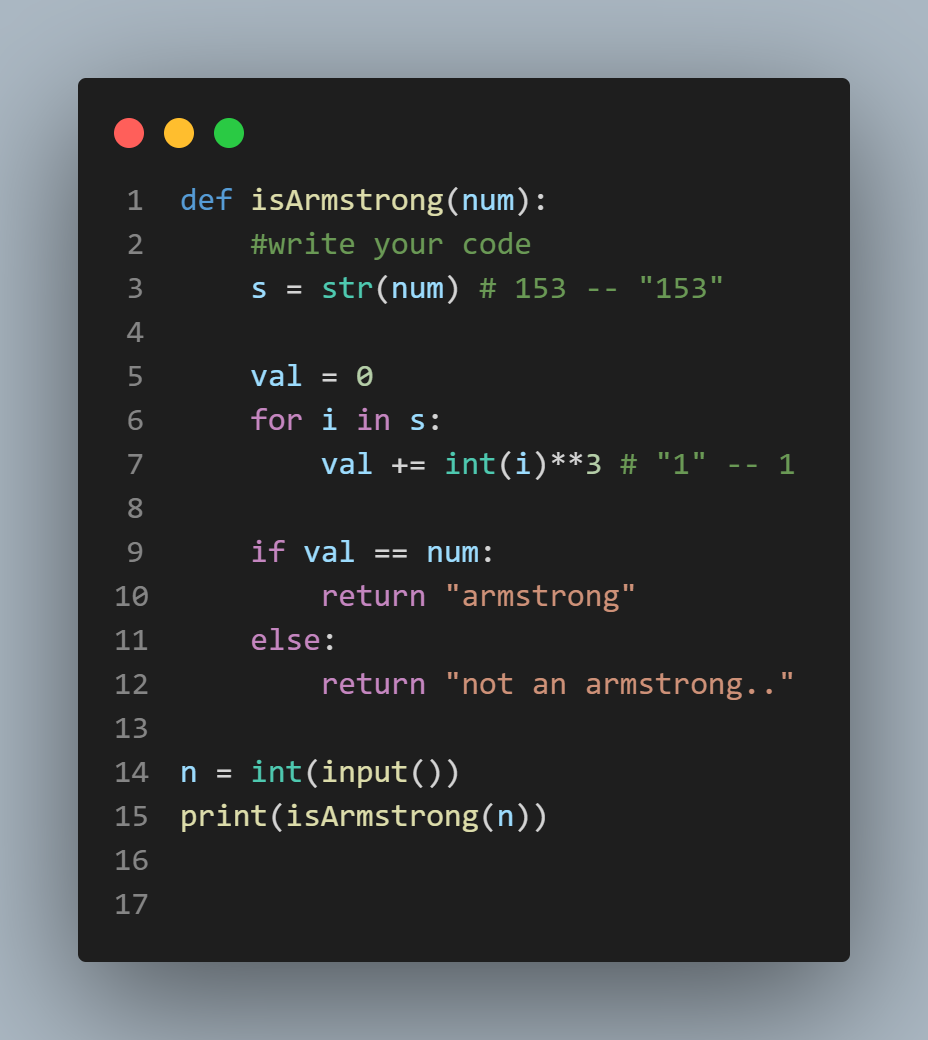 1 def isArmstrong(num):
2     #write your code
3     s = str(num) # 153 -- "153"
4
5     val = 0
6     for i in s:
7         val += int(i)**3 # "1" -- 1
8
9     if val == num:
10         return "armstrong"
11     else:
12         return "not an armstrong.."
13
14 n = int(input())
15 print(isArmstrong(n))
16
17